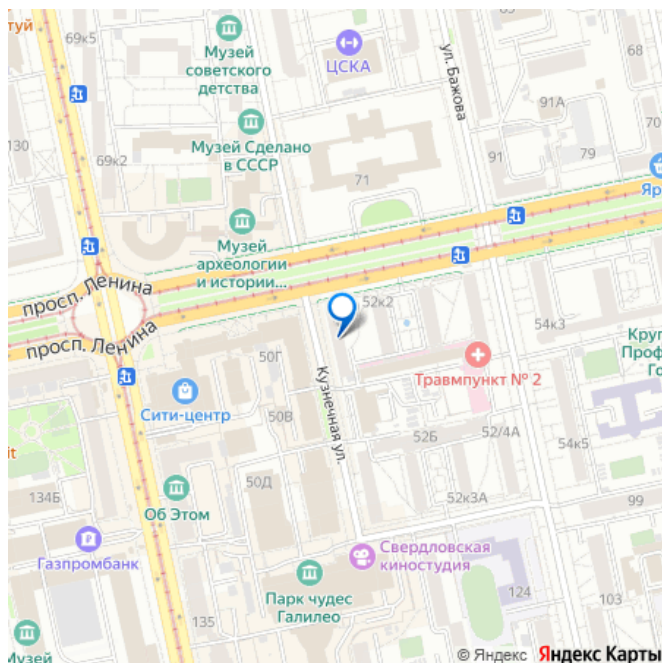 туй
69к5
Музей
советского
детства
ЦСКА
ул. Бажова
68
91А
70
130
69к2
Музей Сделано
в СССР
71
91
79
Яр
Музей
археологии
и истории...
просп. Ленина
просп. Ленина
52к2
54к3
50Г
Круг
Проф
Го
Травмпункт № 2
Сити-центр
Кузнечная ул.
50В
52Б
52/4А
54к5
it
50Д
134Б
52к3А
99
Об Этом
Газпромбанк
Свердловская
киностудия
Парк чудес
Галилео
124
103
135
Музей
© Яндекс Яндекс Карты